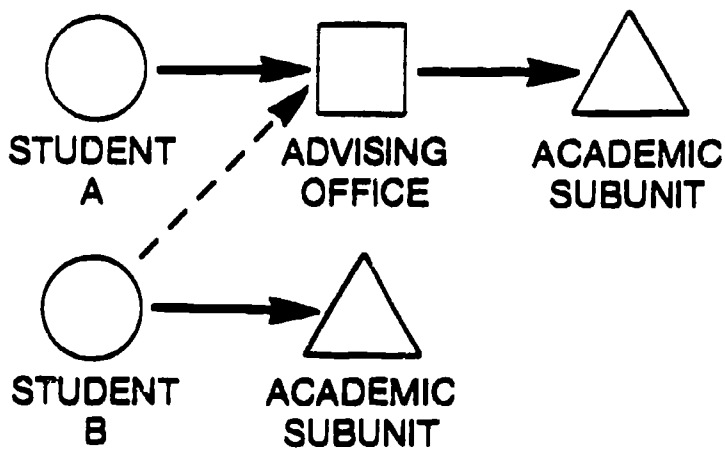 STUDENT
A
ADVISING
OFFICE
ACADEMIC
SUBUNIT
STUDENT
B
ACADEMIC
SUBUNIT